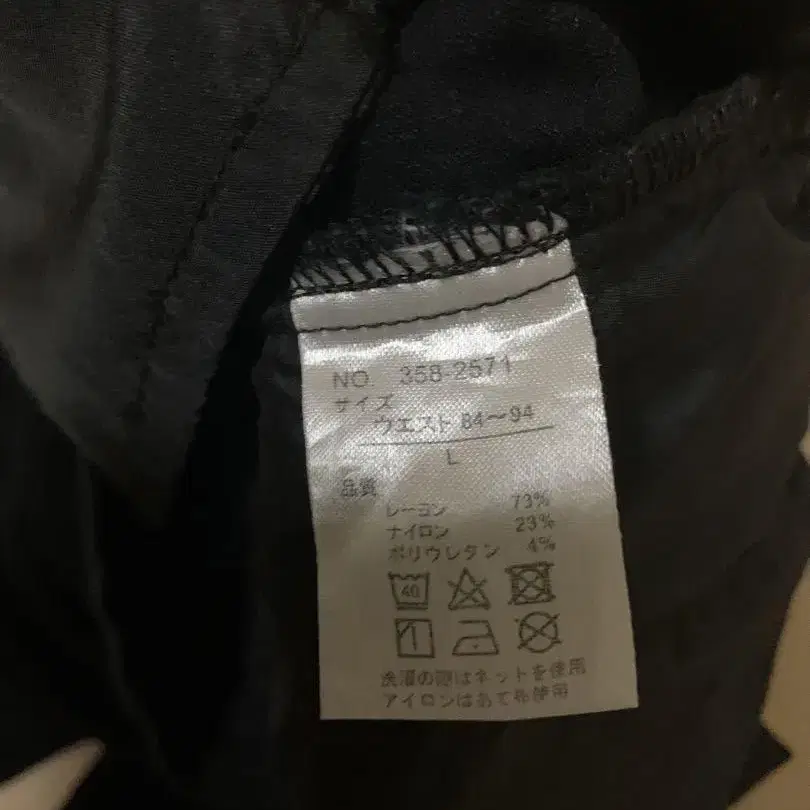 NO. 358-2571
サイズ
ウエスト 84〜94
L
品質
レーヨン 73%
ナイロン 23%
ポリウレタン 4%
40
洗濯の際はネットを使用
アイロンはあて布使用